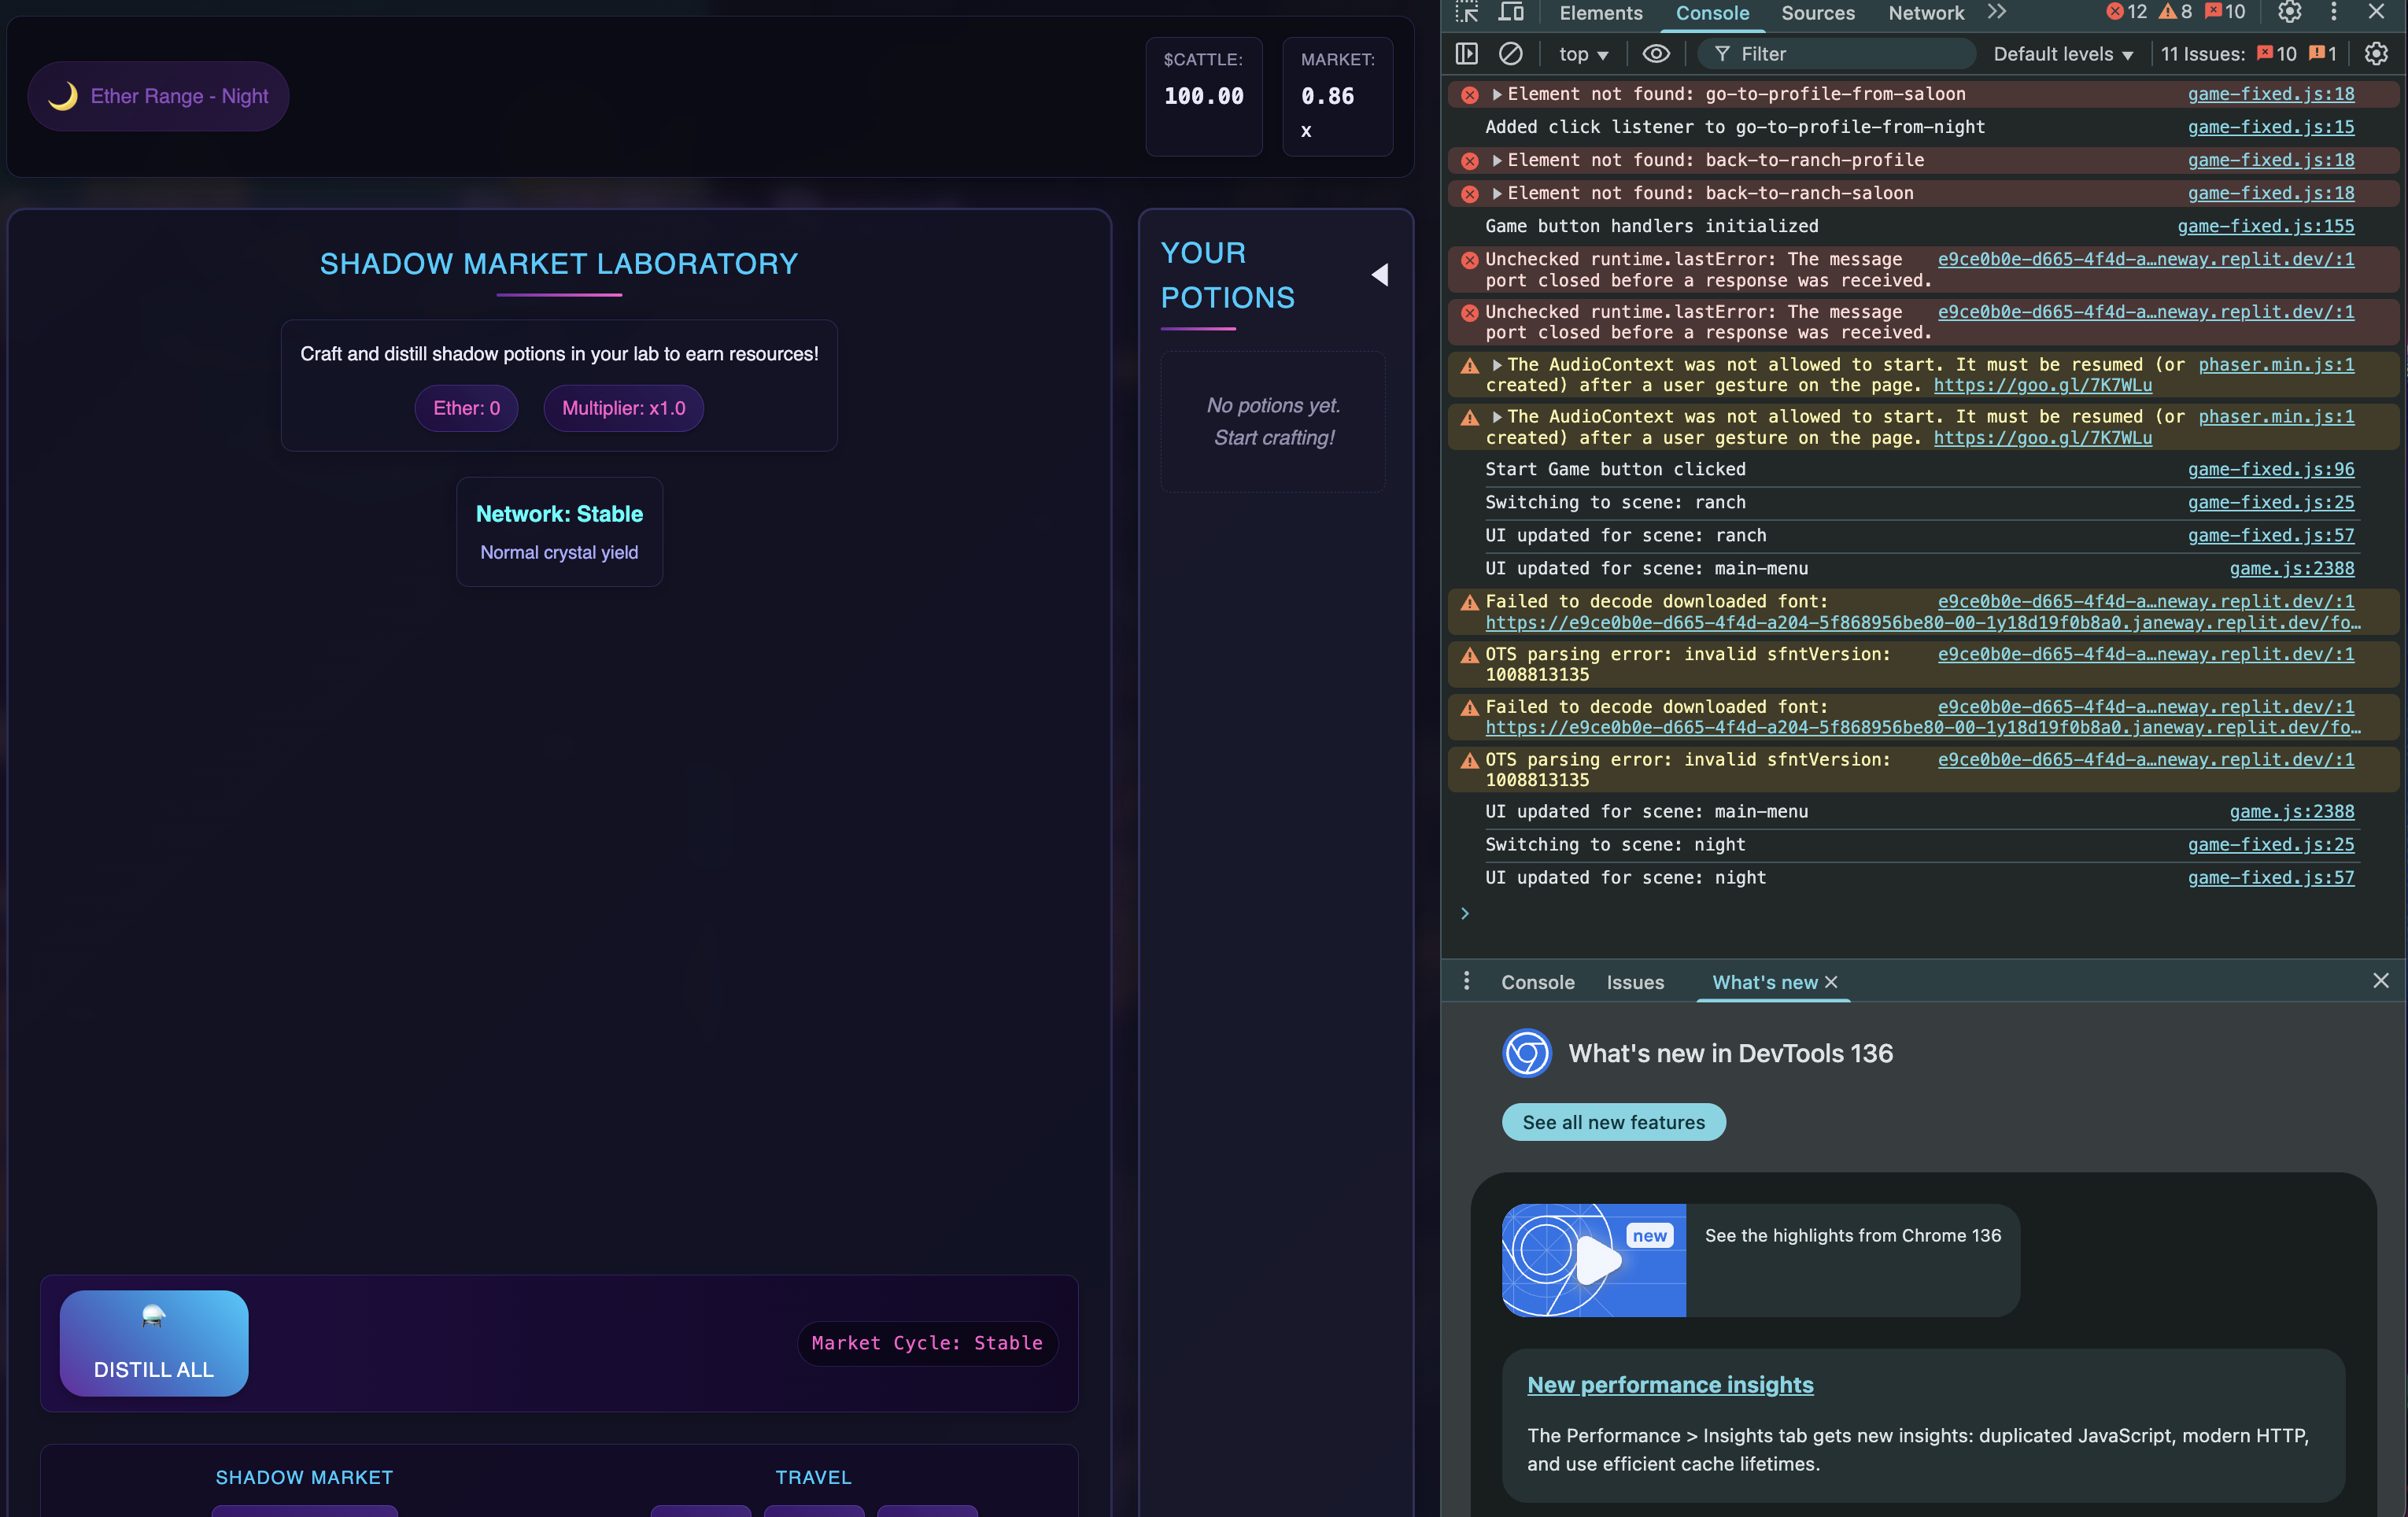 Ether Range - Night
$CATTLE:
100.00
MARKET:
0.86
x
SHADOW MARKET LABORATORY
Craft and distill shadow potions in your lab to earn resources!
Ether: 0
Multiplier: x1.0
Network: Stable
Normal crystal yield
YOUR
POTIONS
No potions yet.
Start crafting!
DISTILL ALL
Market Cycle: Stable
SHADOW MARKET
TRAVEL
Elements
Console
Sources
Network
12
8
10
top
Filter
Default levels
11 Issues:
10
1
Element not found: go-to-profile-from-saloon game-fixed.js:18
Added click listener to go-to-profile-from-night game-fixed.js:15
Element not found: back-to-ranch-profile game-fixed.js:18
Element not found: back-to-ranch-saloon game-fixed.js:18
Game button handlers initialized game-fixed.js:155
Unchecked runtime.lastError: The message e9ce0b0e-d665-4f4d-a…neway.replit.dev/:1
port closed before a response was received.
Unchecked runtime.lastError: The message e9ce0b0e-d665-4f4d-a…neway.replit.dev/:1
port closed before a response was received.
The AudioContext was not allowed to start. It must be resumed (or phaser.min.js:1
created) after a user gesture on the page. https://goo.gl/7K7WLu
The AudioContext was not allowed to start. It must be resumed (or phaser.min.js:1
created) after a user gesture on the page. https://goo.gl/7K7WLu
Start Game button clicked game-fixed.js:96
Switching to scene: ranch game-fixed.js:25
UI updated for scene: ranch game-fixed.js:57
UI updated for scene: main-menu game.js:2388
Failed to decode downloaded font: e9ce0b0e-d665-4f4d-a…neway.replit.dev/:1
https://e9ce0b0e-d665-4f4d-a204-5f868956be80-00-1y18d19f0b8a0.janeway.replit.dev/fo…
OTS parsing error: invalid sfntVersion: e9ce0b0e-d665-4f4d-a…neway.replit.dev/:1
1008813135
Failed to decode downloaded font: e9ce0b0e-d665-4f4d-a…neway.replit.dev/:1
https://e9ce0b0e-d665-4f4d-a204-5f868956be80-00-1y18d19f0b8a0.janeway.replit.dev/fo…
OTS parsing error: invalid sfntVersion: e9ce0b0e-d665-4f4d-a…neway.replit.dev/:1
1008813135
UI updated for scene: main-menu game.js:2388
Switching to scene: night game-fixed.js:25
UI updated for scene: night game-fixed.js:57
Console
Issues
What's new
What's new in DevTools 136
See all new features
new
See the highlights from Chrome 136
New performance insights
The Performance > Insights tab gets new insights: duplicated JavaScript, modern HTTP,
and use efficient cache lifetimes.